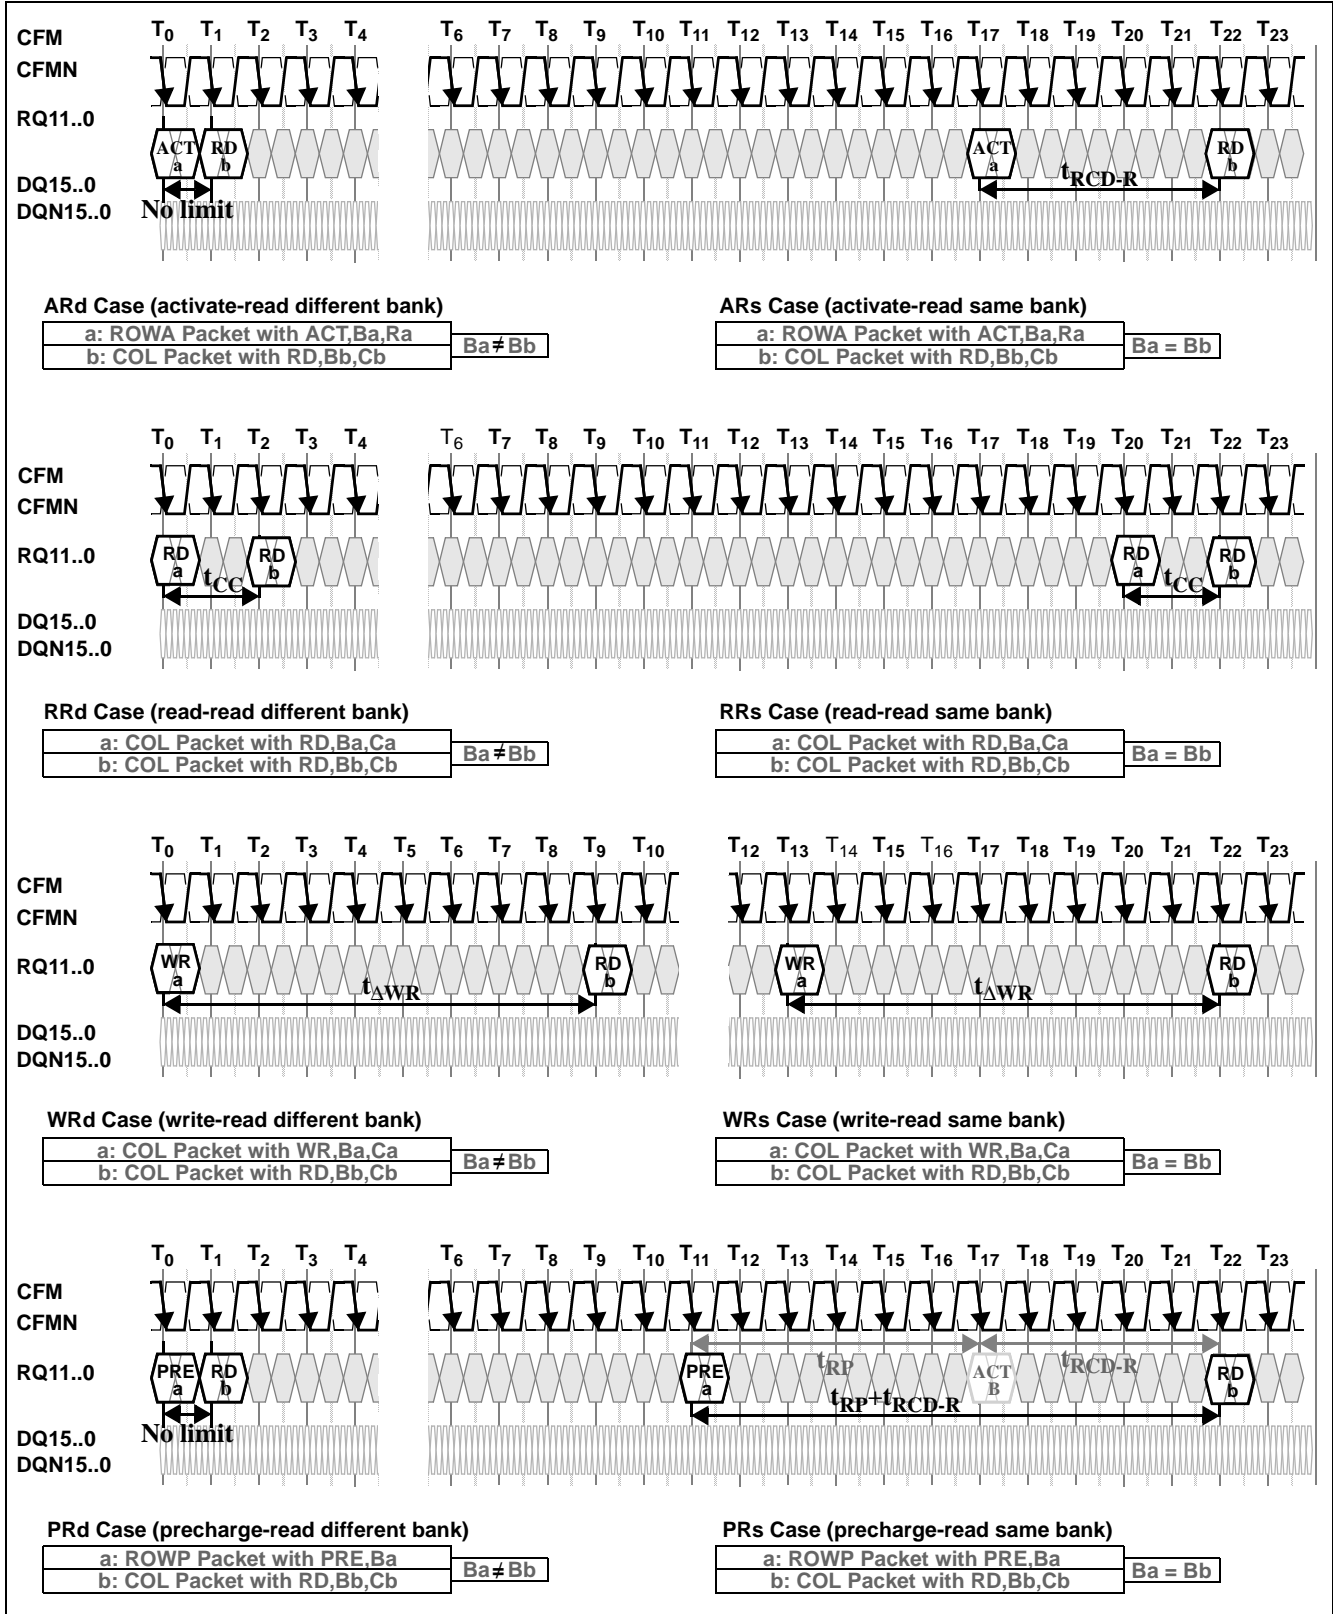 T0 T1 T2 T3 T4 T6 T7 T8 T9 T10 T11 T12 T13 T14 T15 T16 T17 T18 T19 T20 T21 T22 T23
CFM
CFMN
RQ11..0
ACT a RD b ACT a RD b
tRCD-R
DQ15..0
DQN15..0
No limit
ARd Case (activate-read different bank) ARs Case (activate-read same bank)
a: ROWA Packet with ACT,Ba,Ra a: ROWA Packet with ACT,Ba,Ra
Ba≠Bb Ba = Bb
b: COL Packet with RD,Bb,Cb b: COL Packet with RD,Bb,Cb
T0 T1 T2 T3 T4 T6 T7 T8 T9 T10 T11 T12 T13 T14 T15 T16 T17 T18 T19 T20 T21 T22 T23
CFM
CFMN
RQ11..0
RD a RD b RD a RD b
tCC tCC
DQ15..0
DQN15..0
RRd Case (read-read different bank) RRs Case (read-read same bank)
a: COL Packet with RD,Ba,Ca a: COL Packet with RD,Ba,Ca
Ba≠Bb Ba = Bb
b: COL Packet with RD,Bb,Cb b: COL Packet with RD,Bb,Cb
T0 T1 T2 T3 T4 T5 T6 T7 T8 T9 T10 T12 T13 T14 T15 T16 T17 T18 T19 T20 T21 T22 T23
CFM
CFMN
RQ11..0
WR a RD b WR a RD b
tΔWR tΔWR
DQ15..0
DQN15..0
WRd Case (write-read different bank) WRs Case (write-read same bank)
a: COL Packet with WR,Ba,Ca a: COL Packet with WR,Ba,Ca
Ba≠Bb Ba = Bb
b: COL Packet with RD,Bb,Cb b: COL Packet with RD,Bb,Cb
T0 T1 T2 T3 T4 T6 T7 T8 T9 T10 T11 T12 T13 T14 T15 T16 T17 T18 T19 T20 T21 T22 T23
CFM
CFMN
RQ11..0
PRE a RD b PRE a ACT B RD b
tRP tRCD-R
tRP+tRCD-R
No limit
DQ15..0
DQN15..0
PRd Case (precharge-read different bank) PRs Case (precharge-read same bank)
a: ROWP Packet with PRE,Ba a: ROWP Packet with PRE,Ba
Ba≠Bb Ba = Bb
b: COL Packet with RD,Bb,Cb b: COL Packet with RD,Bb,Cb